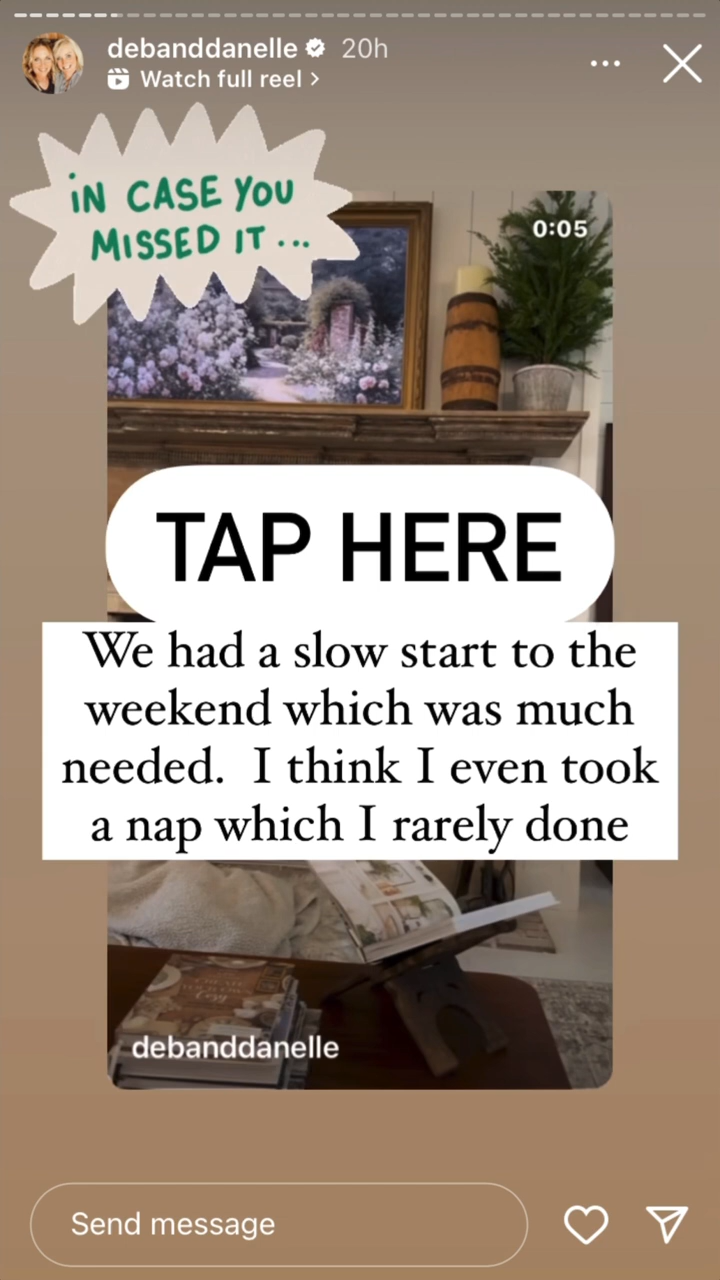 debanddanelle 20h
Watch full reel >
IN CASE YOU
MISSED IT...
0:05
TAP HERE
We had a slow start to the
weekend which was much
needed. I think I even took
a nap which I rarely done
Cozy
debanddanelle
Send message